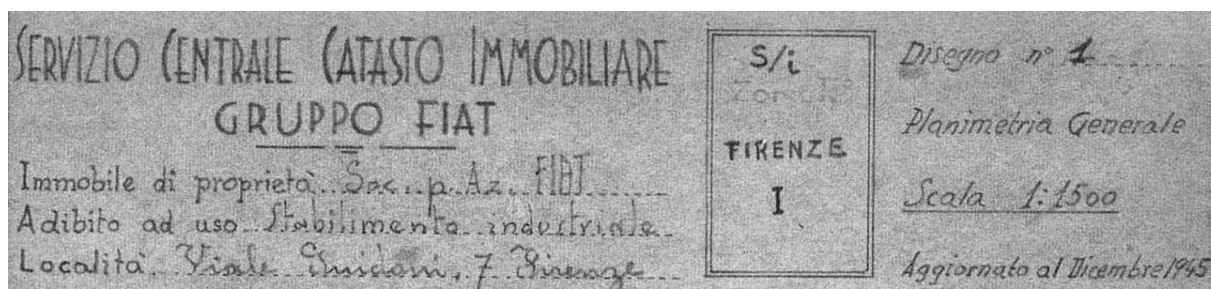 SERVIZIO CENTRALE CATASTO IMMOBILIARE
GRUPPO FIAT
Immobile di proprietà Soc. p. Az. FIAT
Adibito ad uso Stabilimento industriale
Località Viale Guidoni, 7 Firenze
S/i
FIRENZE
I
Disegno n° 1
Planimetria Generale
Scala 1:1500
Aggiornato al Dicembre 1945